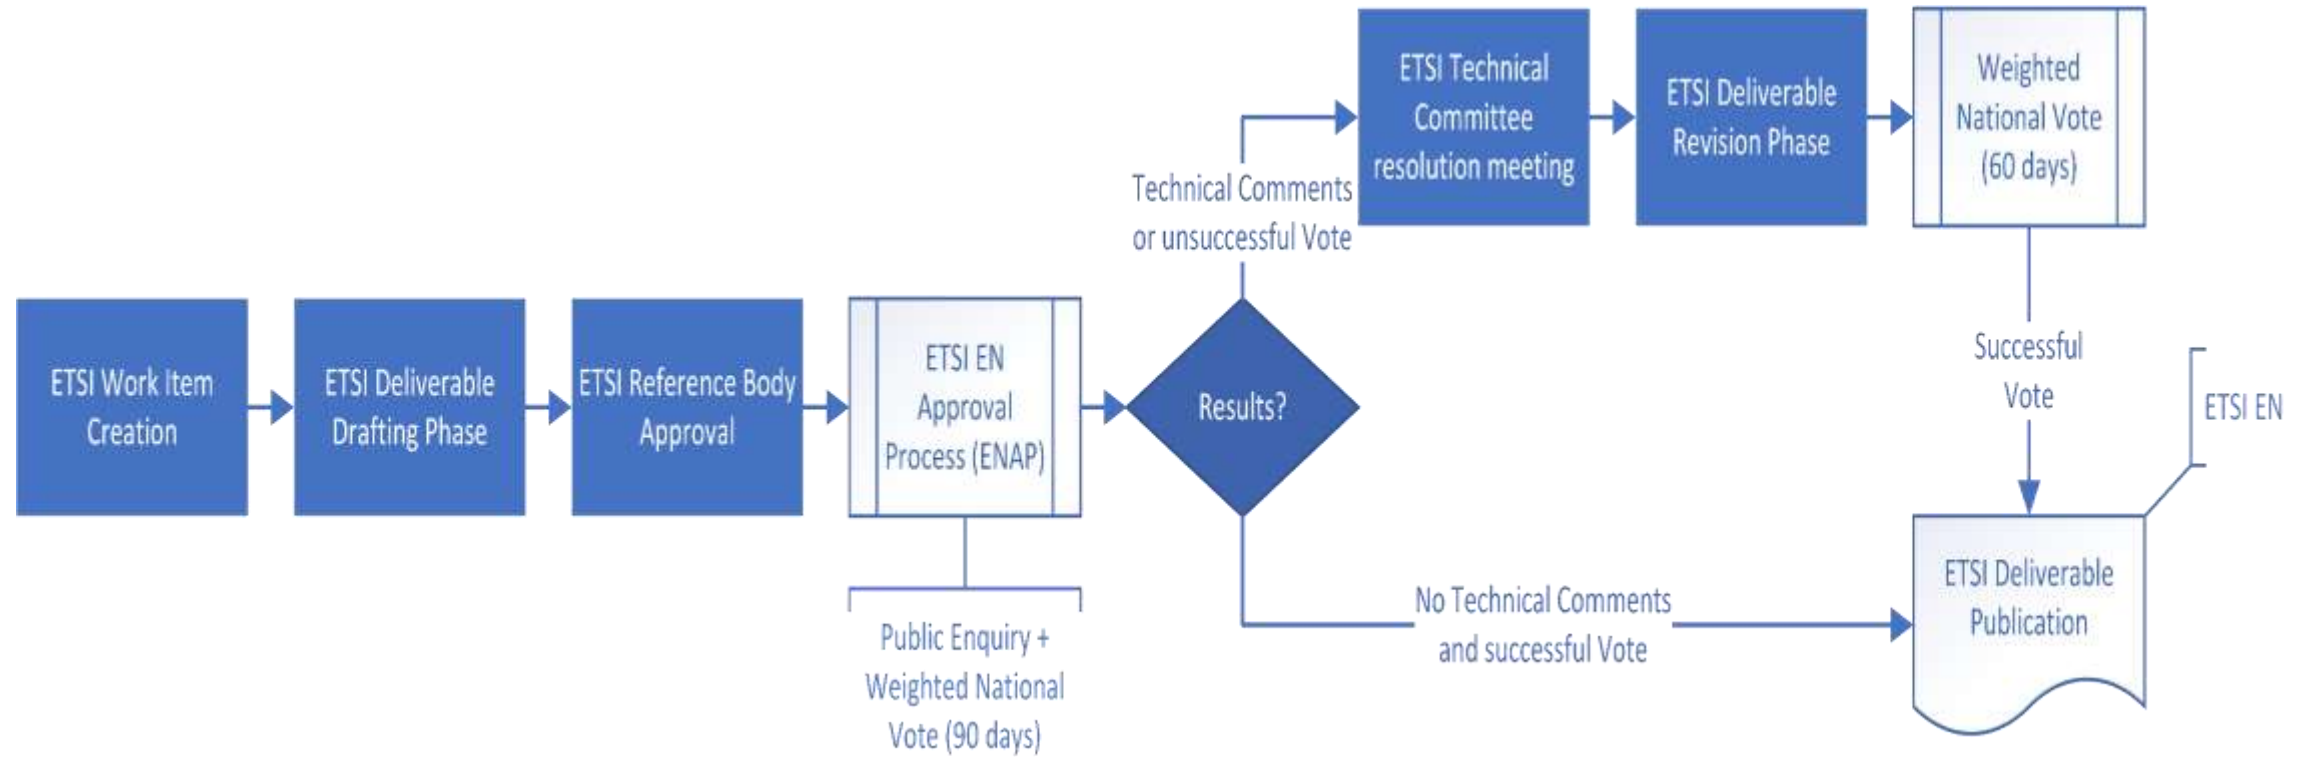 ETSI Work Item
Creation
ETSI Deliverable
Drafting Phase
ETSI Reference Body
Approval
ETSI EN
Approval
Process (ENAP)
Public Enquiry +
Weighted National
Vote (90 days)
Results?
Technical Comments
or unsuccessful Vote
ETSI Technical
Committee
resolution meeting
ETSI Deliverable
Revision Phase
Weighted
National Vote
(60 days)
Successful
Vote
No Technical Comments
and successful Vote
ETSI Deliverable
Publication
ETSI EN